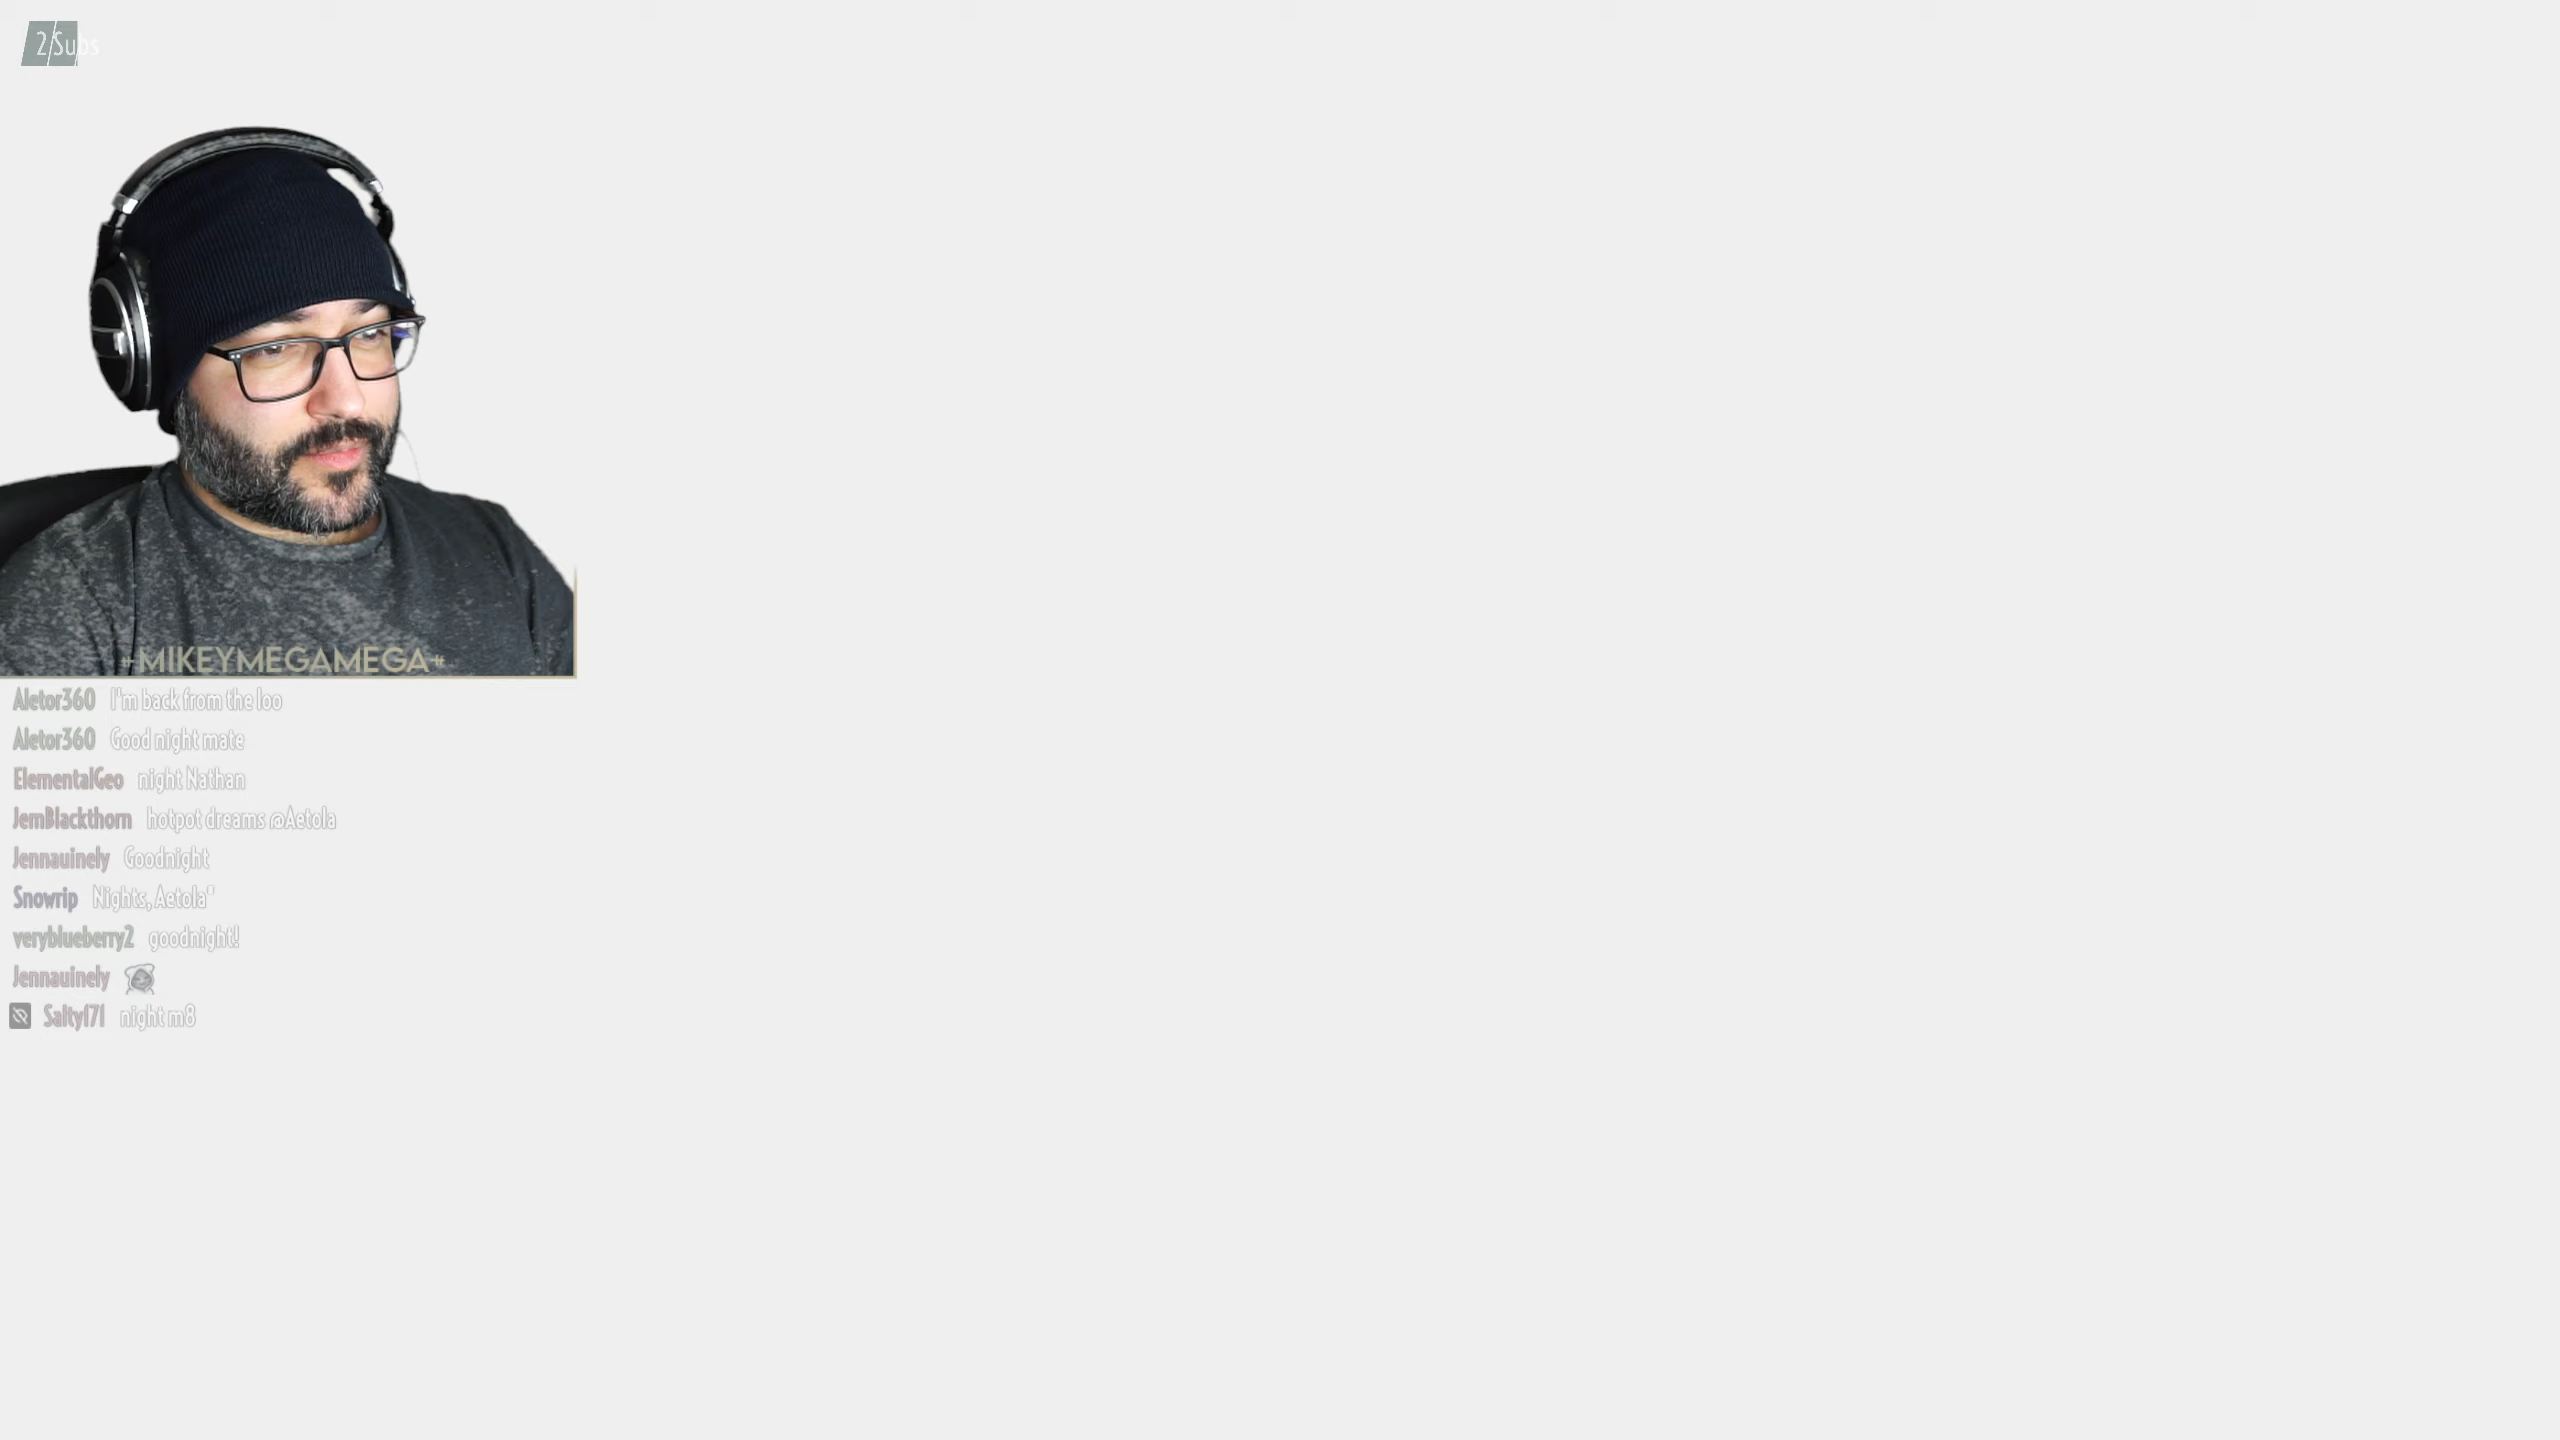 2/Subs
+MIKEYMEGAMEGA+
Aletor360 I'm back from the loo
Aletor360 Good night mate
ElementalGeo night Nathan
JemBlackthorn hotpot dreams @Aetola
Jennauinely Goodnight
Snowrip Nights, Aetola*
veryblueberry2 goodnight!
Jennauinely
Salty171 night m8